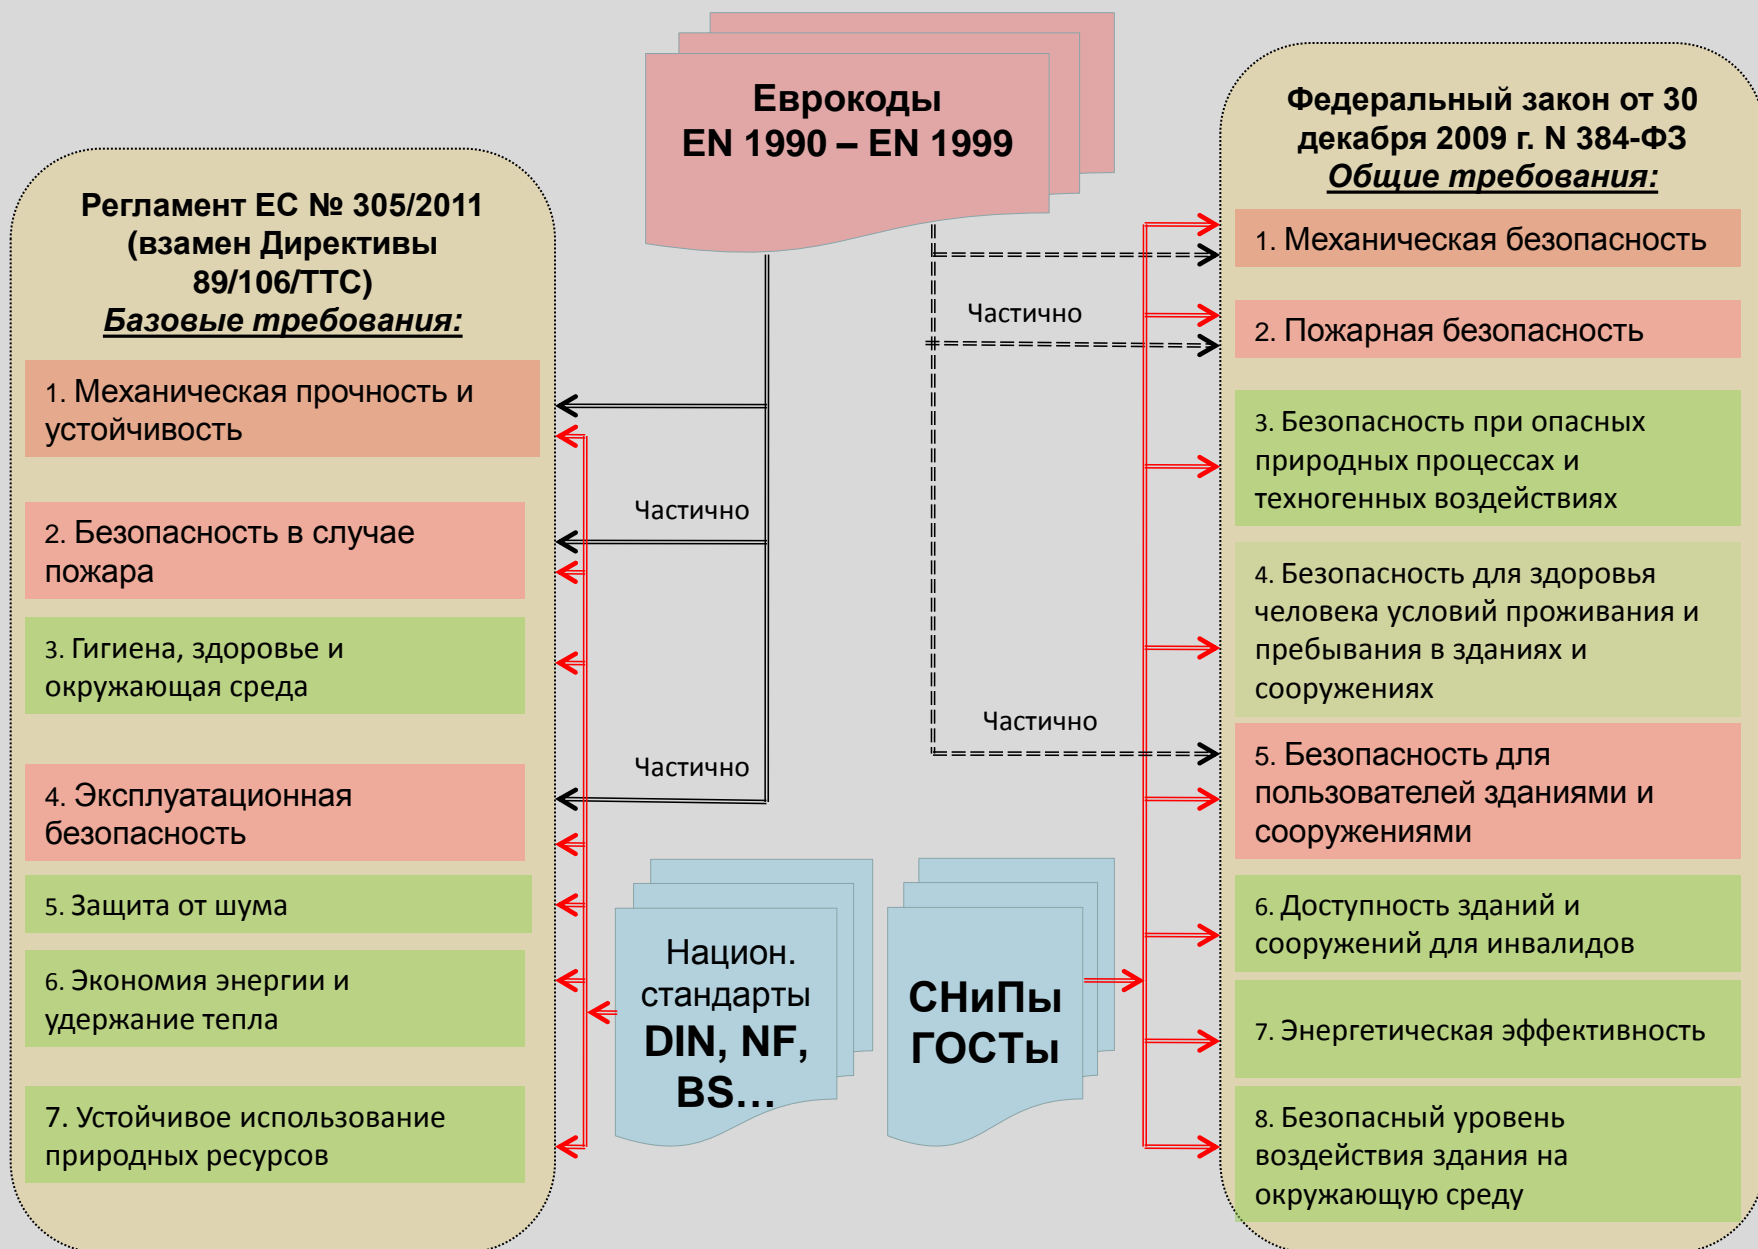 Еврокоды
EN 1990 – EN 1999
Регламент ЕС № 305/2011
(взамен Директивы
89/106/ТТС)
Базовые требования:
1. Механическая прочность и
устойчивость
2. Безопасность в случае
пожара
3. Гигиена, здоровье и
окружающая среда
4. Эксплуатационная
безопасность
5. Защита от шума
6. Экономия энергии и
удержание тепла
7. Устойчивое использование
природных ресурсов
Частично
Частично
Национ.
стандарты
DIN, NF,
BS...
СНиПы
ГОСТы
Частично
Частично
Федеральный закон от 30
декабря 2009 г. N 384-ФЗ
Общие требования:
1. Механическая безопасность
2. Пожарная безопасность
3. Безопасность при опасных
природных процессах и
техногенных воздействиях
4. Безопасность для здоровья
человека условий проживания и
пребывания в зданиях и
сооружениях
5. Безопасность для
пользователей зданиями и
сооружениями
6. Доступность зданий и
сооружений для инвалидов
7. Энергетическая эффективность
8. Безопасный уровень
воздействия здания на
окружающую среду